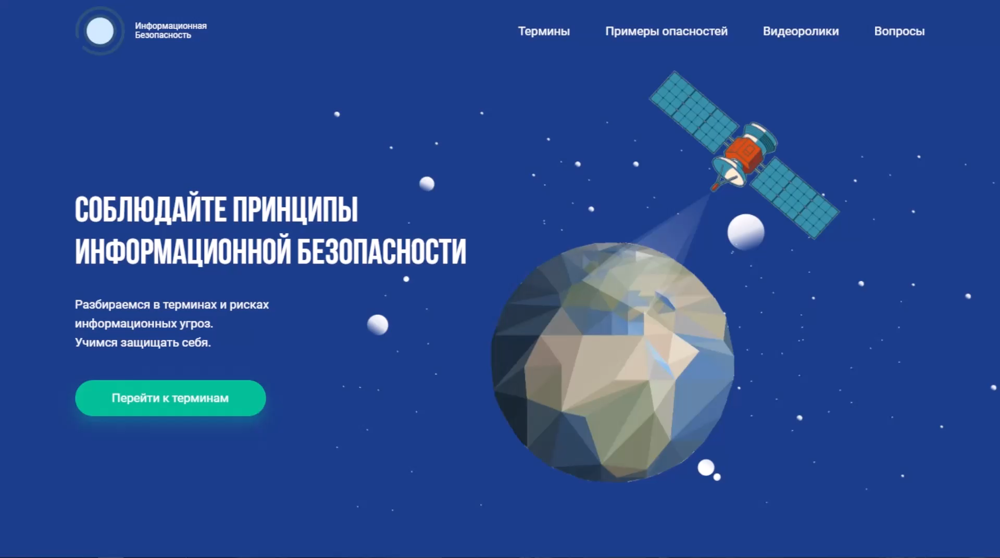 Информационная
Безопасность
Термины
Примеры опасностей
Видеоролики
Вопросы
СОБЛЮДАЙТЕ ПРИНЦИПЫ
ИНФОРМАЦИОННОЙ БЕЗОПАСНОСТИ
Разбираемся в терминах и рисках
информационных угроз.
Учимся защищать себя.
Перейти к терминам